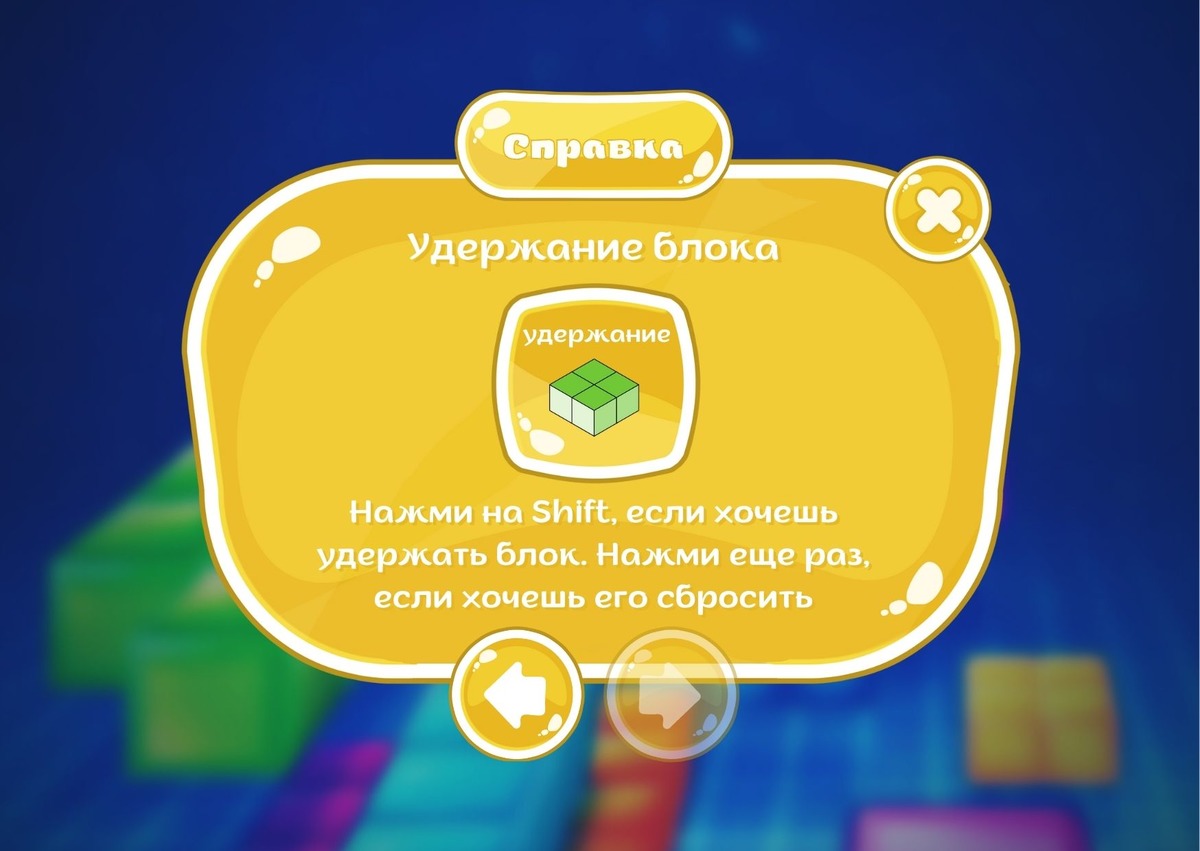 Справка
Удержание блока
удержание
Нажми на Shift, если хочешь
удержать блок. Нажми еще раз,
если хочешь его сбросить